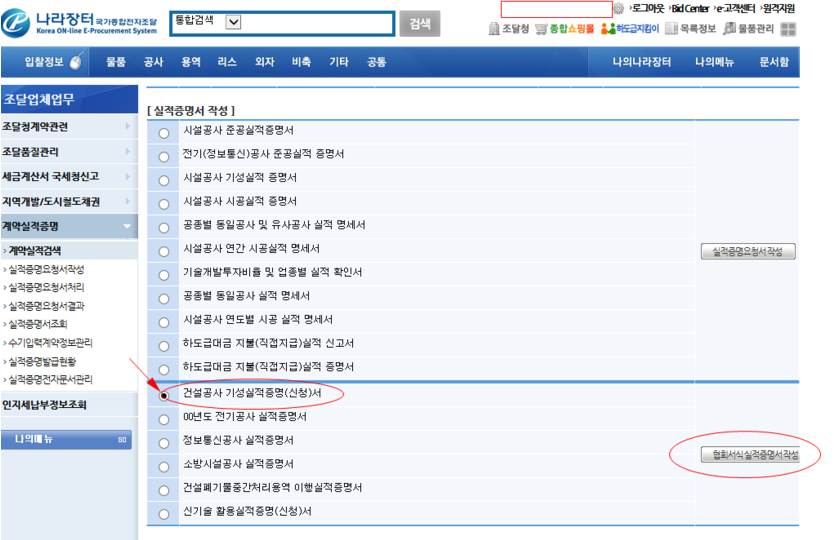 나라장터 국가종합전자조달
Korea ON-line E-Procurement System
통합검색
검색
›로그아웃 ›Bid Center ›e-고객센터 ›원격지원
조달청 종합쇼핑몰 하도급지킴이 목록정보 물품관리
입찰정보 물품 공사 용역 리스 외자 비축 기타 공통 나의나라장터 나의메뉴 문서함
조달업체업무
조달청계약관련
조달품질관리
세금계산서 국세청신고
지역개발/도시철도채권
계약실적증명
› 계약실적검색
› 실적증명요청서작성
› 실적증명요청서처리
› 실적증명요청서결과
› 실적증명서조회
› 수기입력계약정보관리
› 실적증명발급현황
› 실적증명전자문서관리
인지세납부정보조회
나의메뉴 GO
[ 실적증명서 작성 ]
시설공사 준공실적증명서
전기(정보통신)공사 준공실적 증명서
시설공사 기성실적 증명서
시설공사 시공실적 증명서
공종별 동일공사 및 유사공사 실적 명세서
시설공사 연간 시공실적 명세서
기술개발투자비율 및 업종별 실적 확인서
공종별 동일공사 실적 명세서
시설공사 연도별 시공 실적 명세서
하도급대금 지불(직접지급)실적 신고서
하도급대금 지불(직접지급)실적 증명서
실적증명요청서작성
건설공사 기성실적증명(신청)서
00년도 전기공사 실적증명서
정보통신공사 실적증명서
소방시설공사 실적증명서
건설폐기물중간처리용역 이행실적증명서
신기술 활용실적증명(신청)서
협회서식실적증명서작성